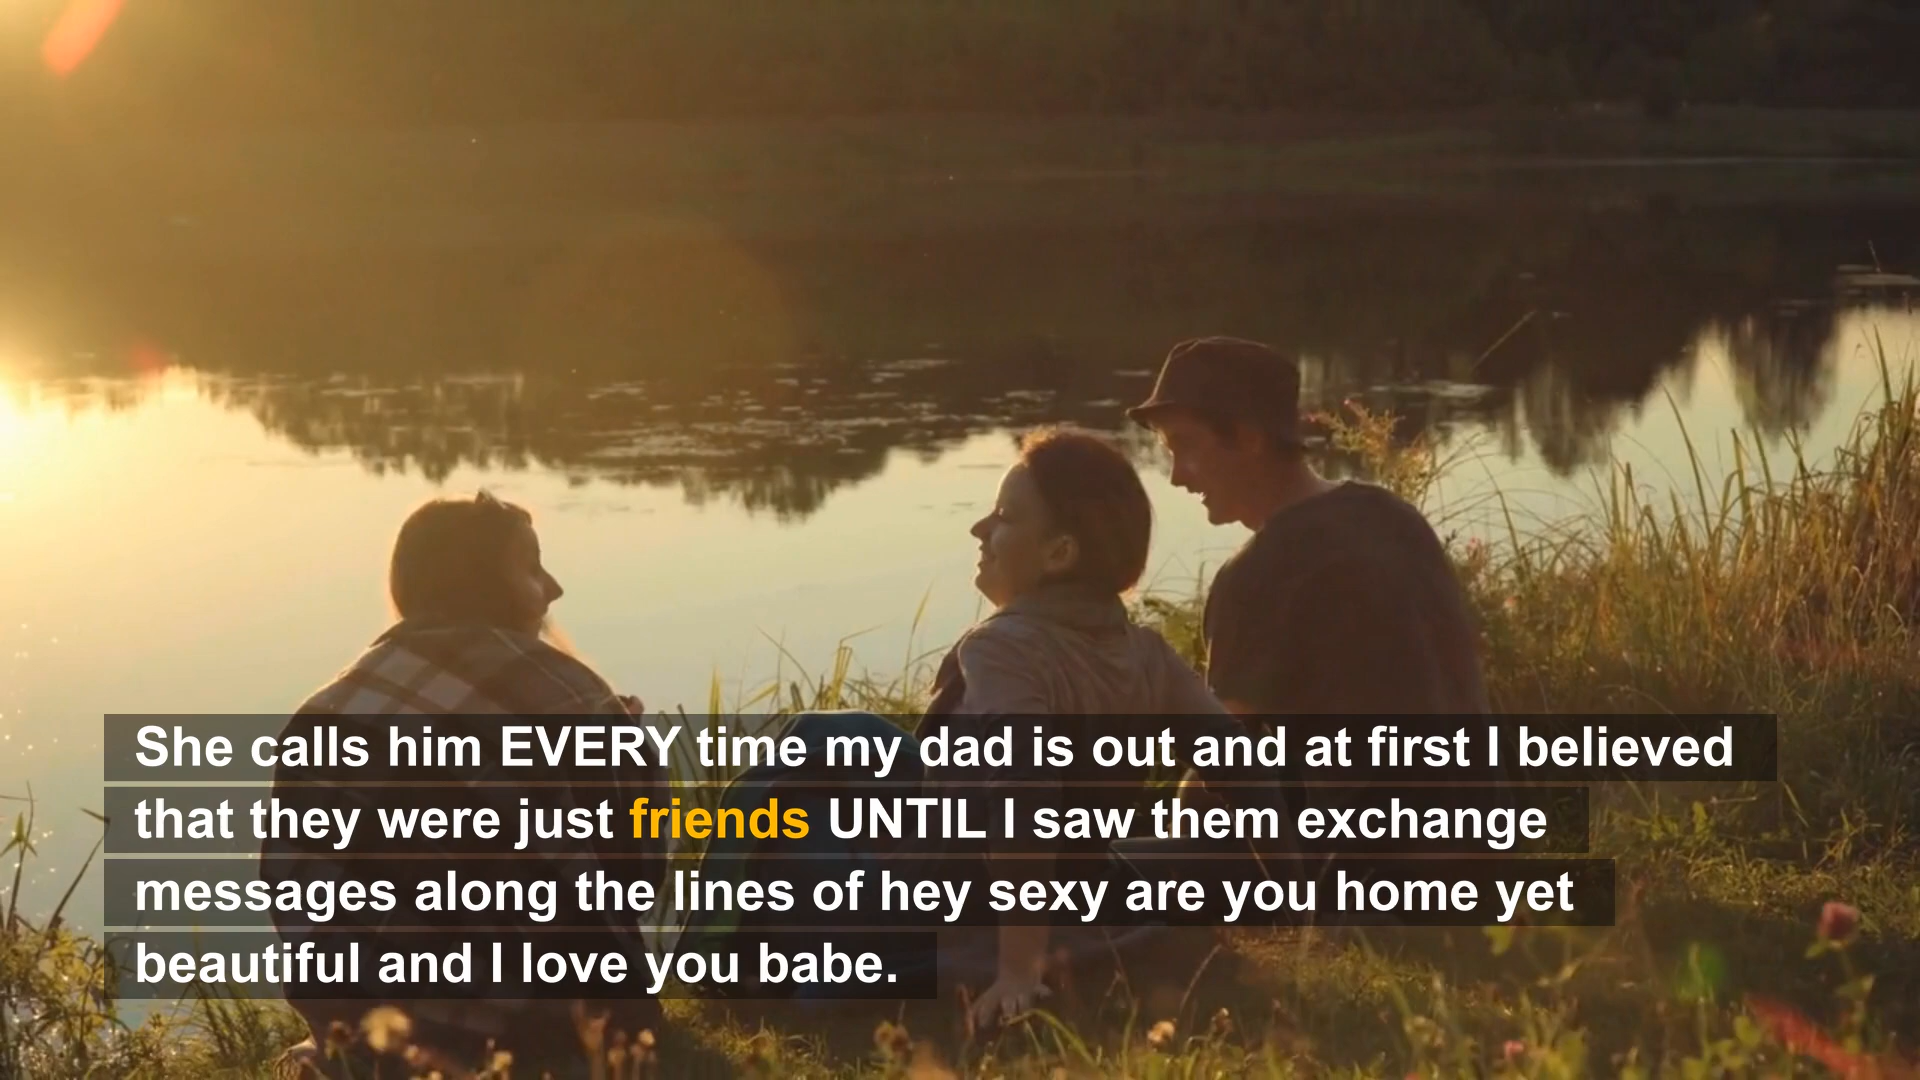 She calls him EVERY time my dad is out and at first I believed
that they were just friends UNTIL I saw them exchange
messages along the lines of hey sexy are you home yet
beautiful and I love you babe.